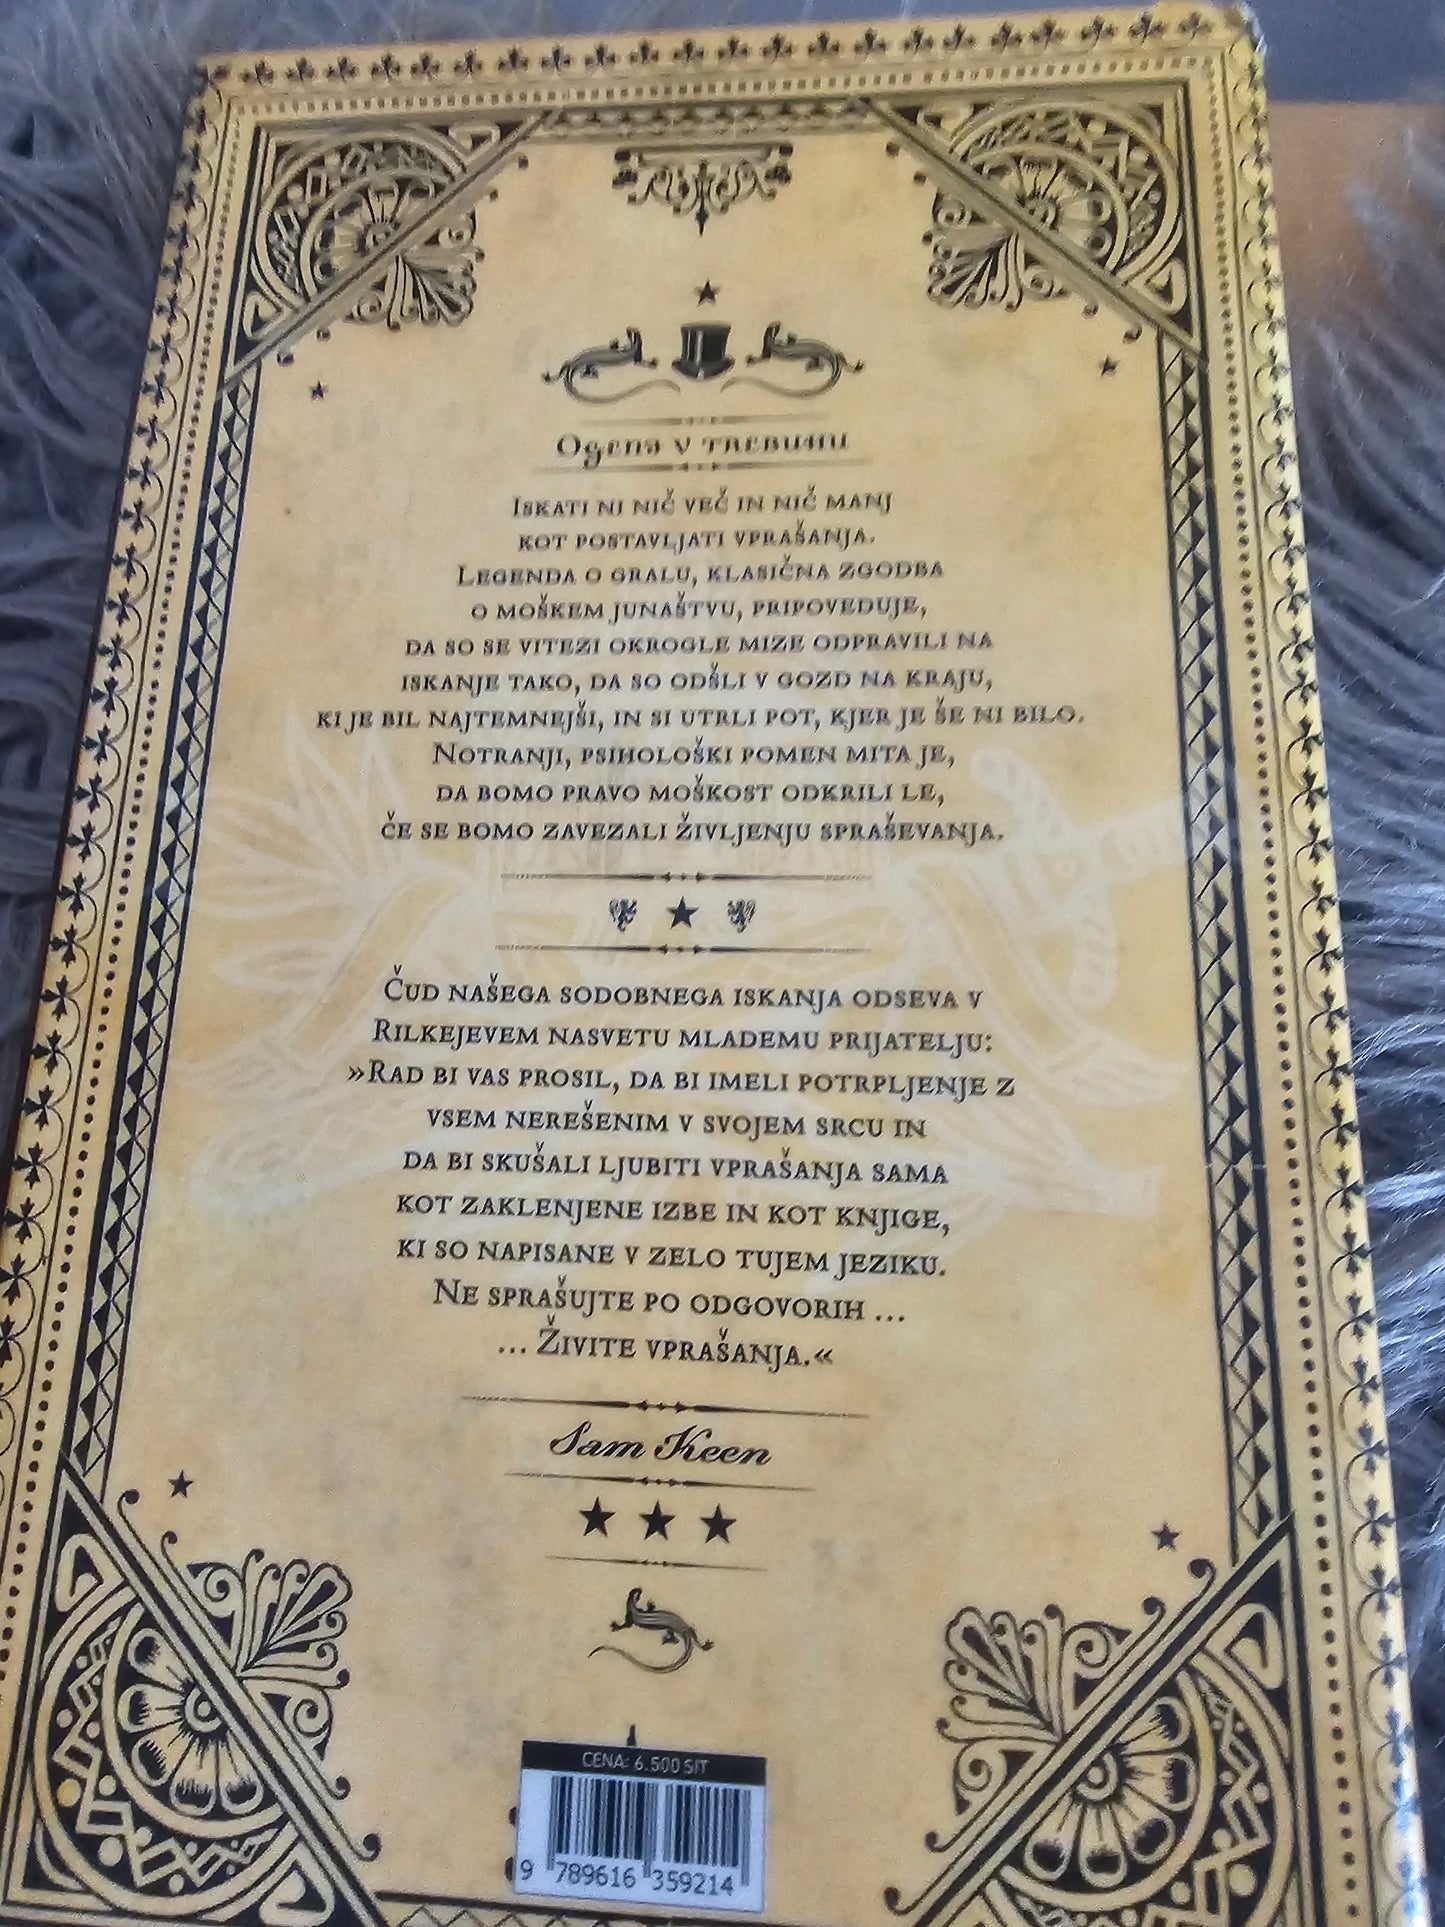 Ogenj v trebuhu
Iskati ni nič več in nič manj
kot postavljati vprašanja.
Legenda o gralu, klasična zgodba
o moškem junaštvu, pripoveduje,
da so se vitezi okrogle mize odpravili na
iskanje tako, da so odšli v gozd na kraju,
ki je bil najtemnejši, in si utrli pot, kjer je še ni bilo.
Notranji, psihološki pomen mita je,
da bomo pravo moškost odkrili le,
če se bomo zavezali življenju spraševanja.
Čud našega sodobnega iskanja odseva v
Rilkejevem nasvetu mlademu prijatelju:
»Rad bi vas prosil, da bi imeli potrpljenje z
vsem nerešenim v svojem srcu in
da bi skušali ljubiti vprašanja sama
kot zaklenjene izbe in kot knjige,
ki so napisane v zelo tujem jeziku.
Ne sprašujte po odgovorih ...
... Živite vprašanja.«
Sam Keen
CENA: 6.500 SIT
9 789616 359214